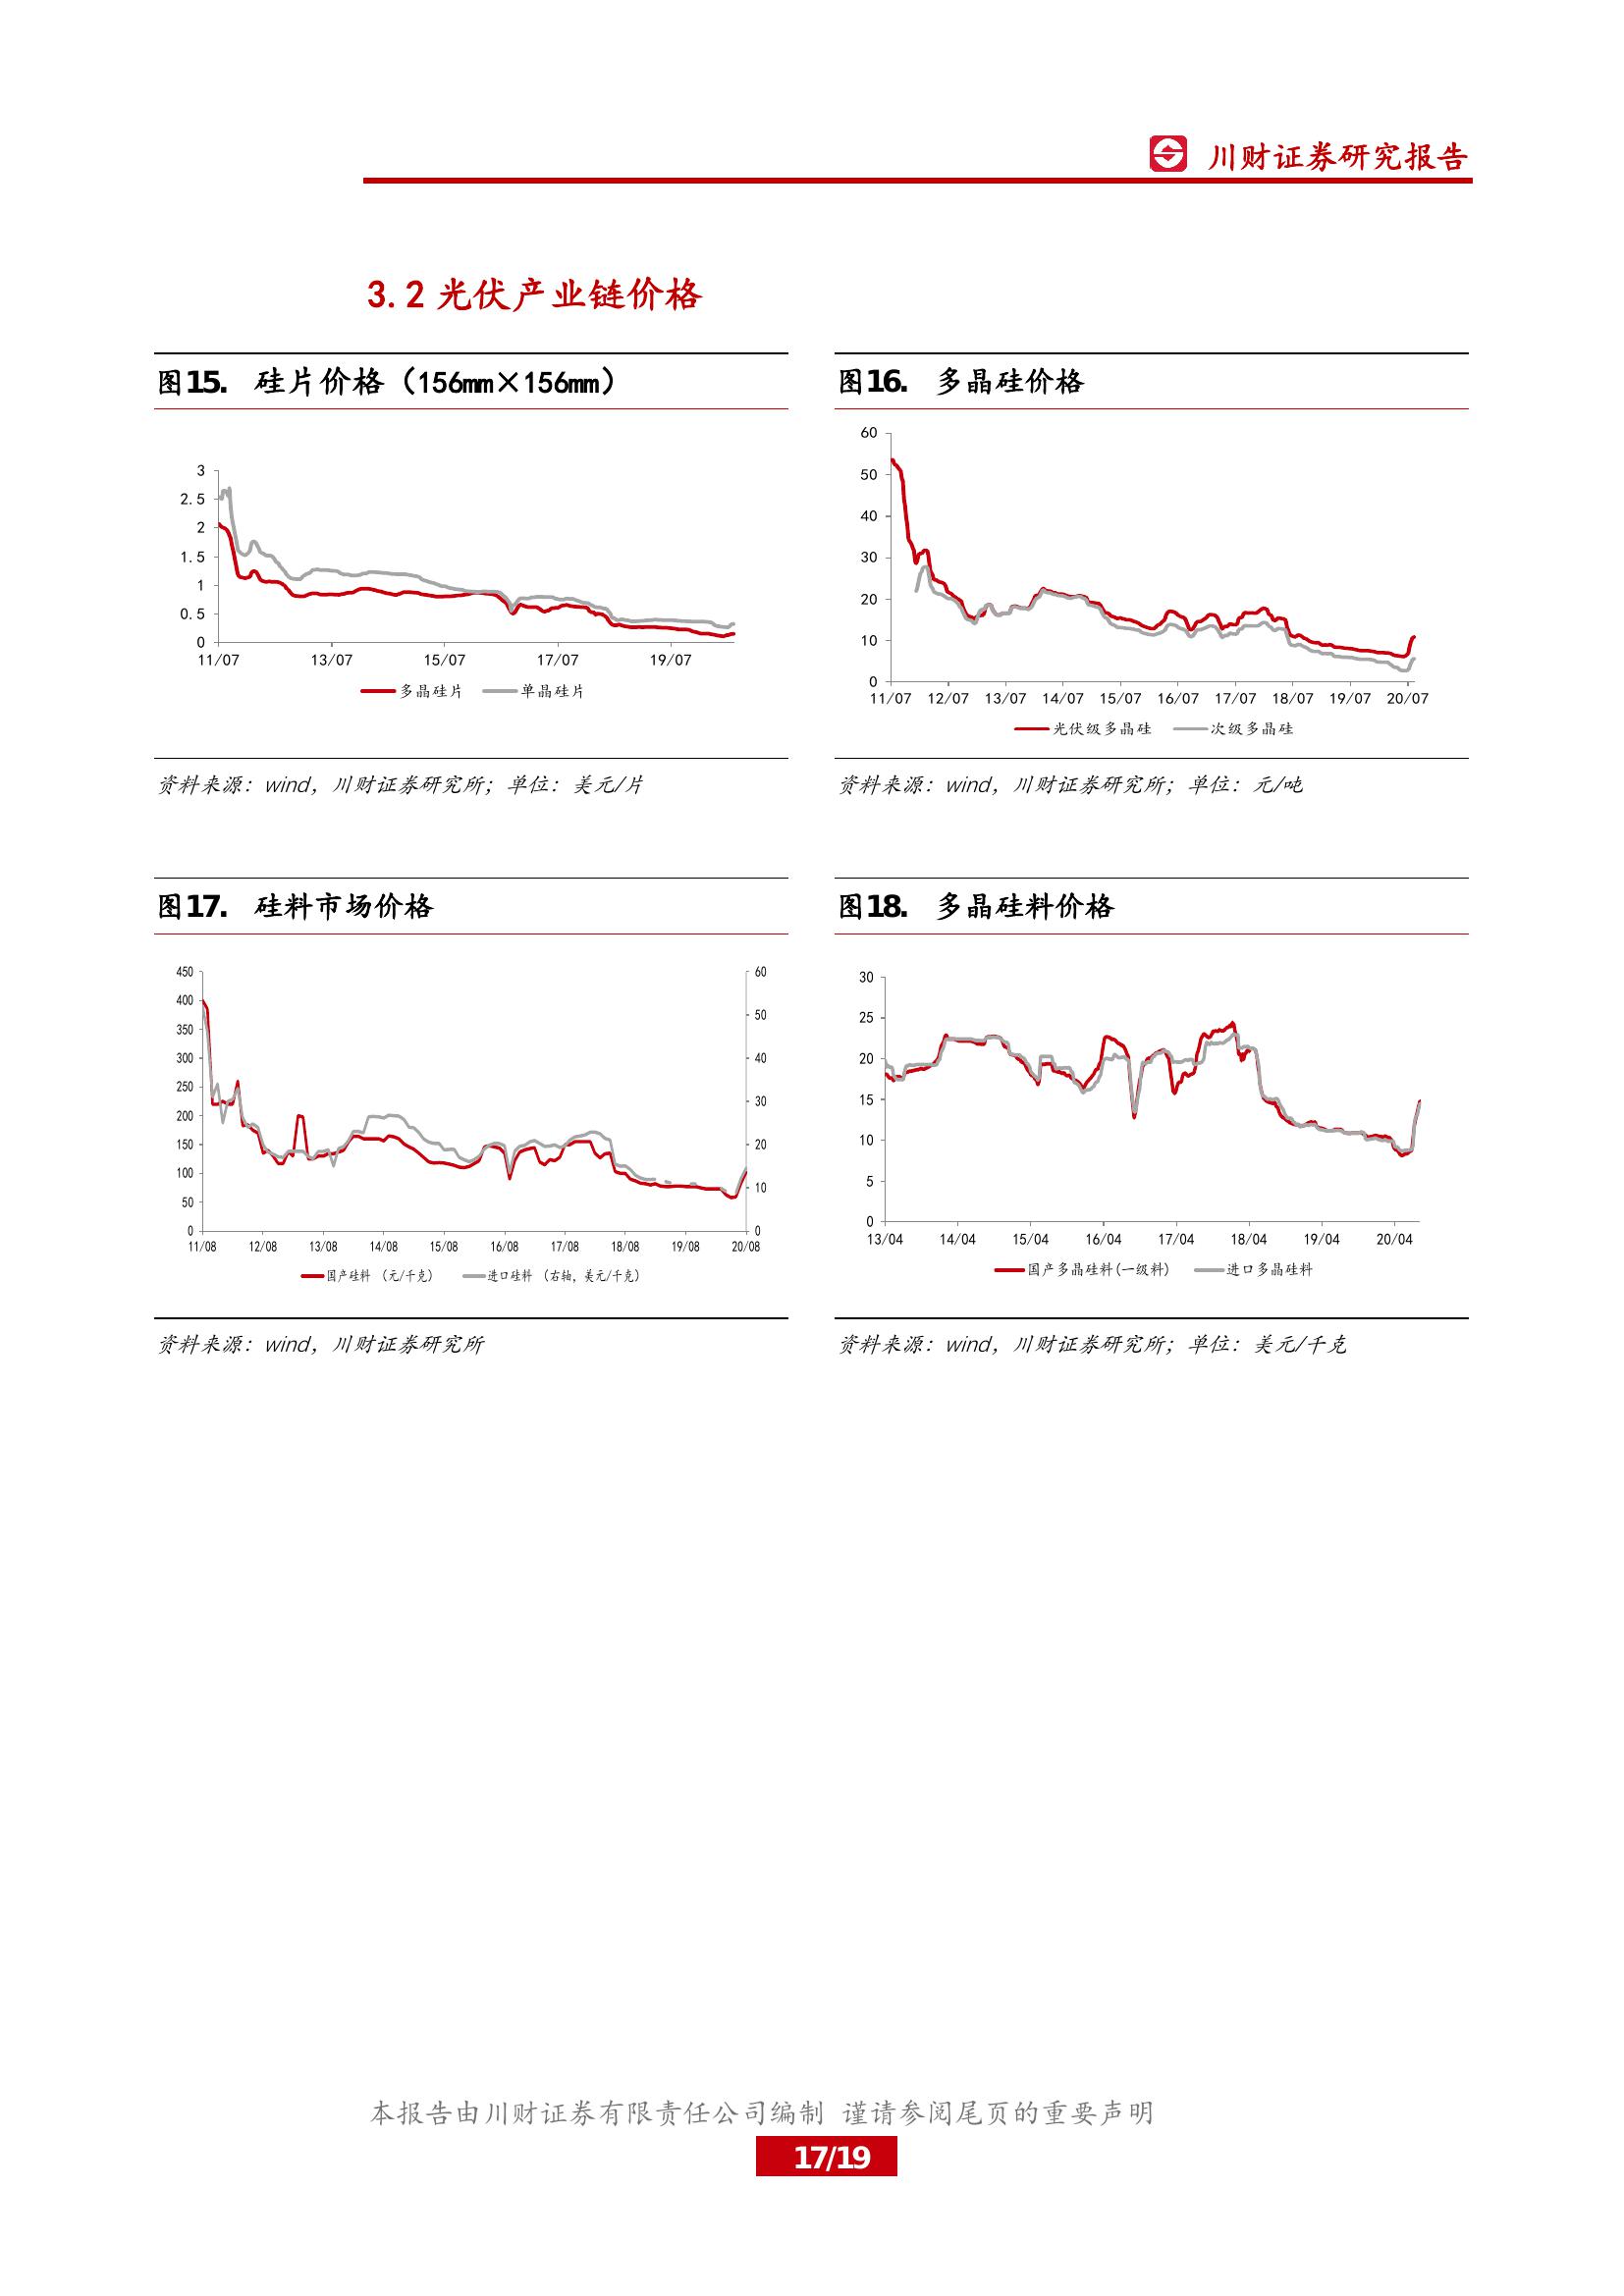 川财证券研究报告
3.2 光伏产业链价格
图15. 硅片价格（156mm×156mm）
3
2.5
2
1.5
1
0.5
0
11/07 13/07 15/07 17/07 19/07
多晶硅片 单晶硅片
资料来源：wind，川财证券研究所；单位：美元/片
图16. 多晶硅价格
60
50
40
30
20
10
0
11/07 12/07 13/07 14/07 15/07 16/07 17/07 18/07 19/07 20/07
光伏级多晶硅 次级多晶硅
资料来源：wind，川财证券研究所；单位：元/吨
图17. 硅料市场价格
450 60
400
350 50
300 40
250
200 30
150 20
100
50 10
0 0
11/08 12/08 13/08 14/08 15/08 16/08 17/08 18/08 19/08 20/08
国产硅料 （元/千克） 进口硅料 （右轴，美元/千克）
资料来源：wind，川财证券研究所
图18. 多晶硅料价格
30
25
20
15
10
5
0
13/04 14/04 15/04 16/04 17/04 18/04 19/04 20/04
国产多晶硅料(一级料) 进口多晶硅料
资料来源：wind，川财证券研究所；单位：美元/千克
本报告由川财证券有限责任公司编制 谨请参阅尾页的重要声明
17/19